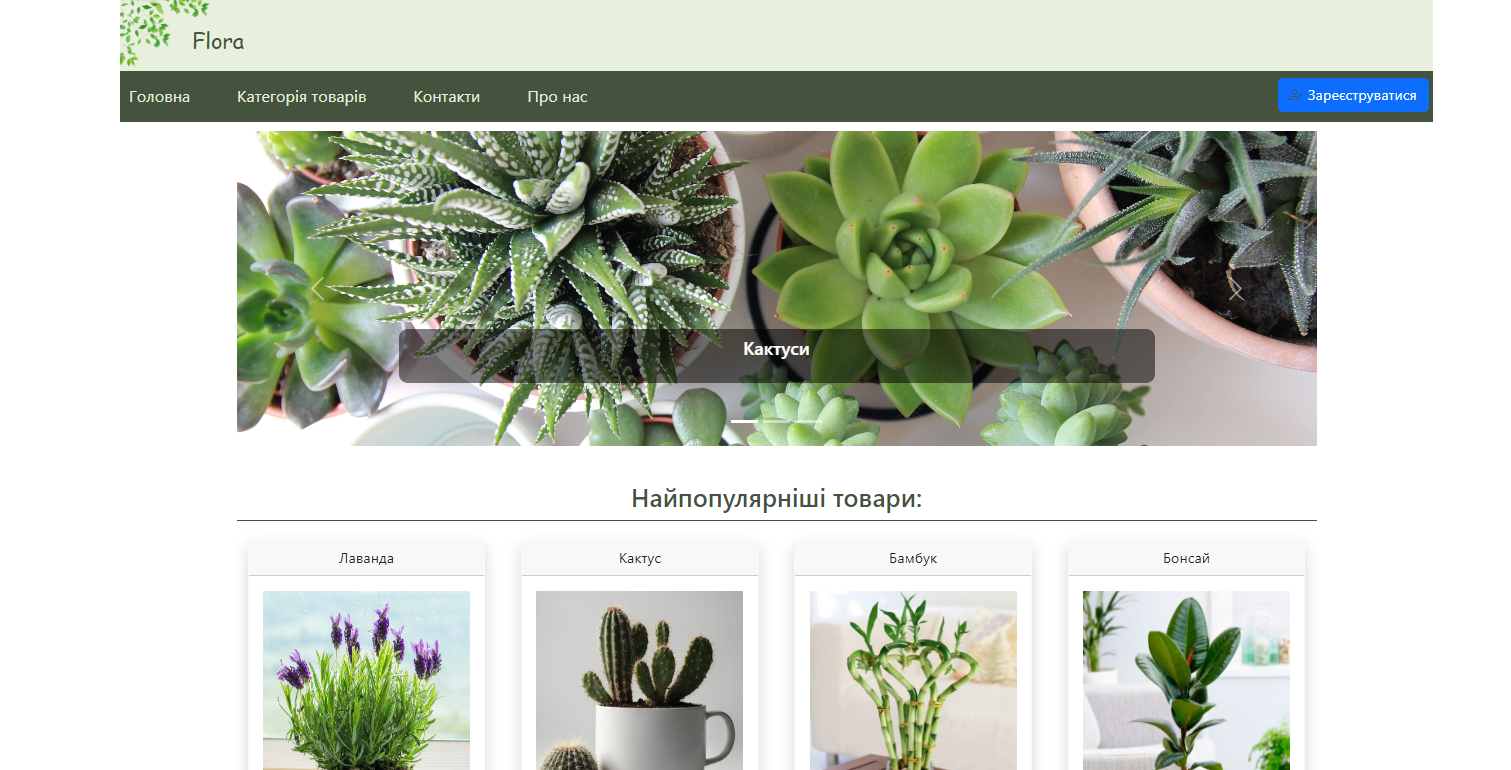 Flora
Головна Категорія товарів Контакти Про нас Зареєструватися
Кактуси
Найпопулярніші товари:
Лаванда Кактус Бамбук Бонсай